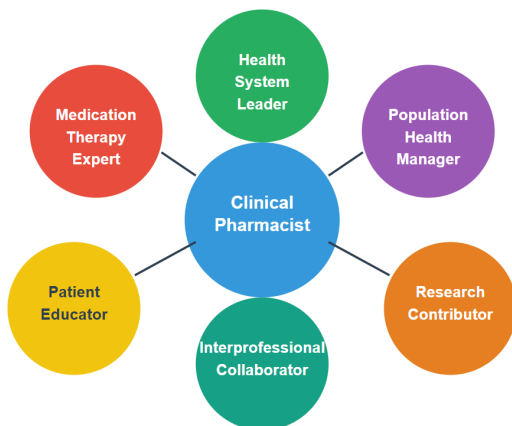 Health
System
Leader
Medication
Therapy
Expert
Population
Health
Manager
Clinical
Pharmacist
Patient
Educator
Research
Contributor
Interprofessional
Collaborator